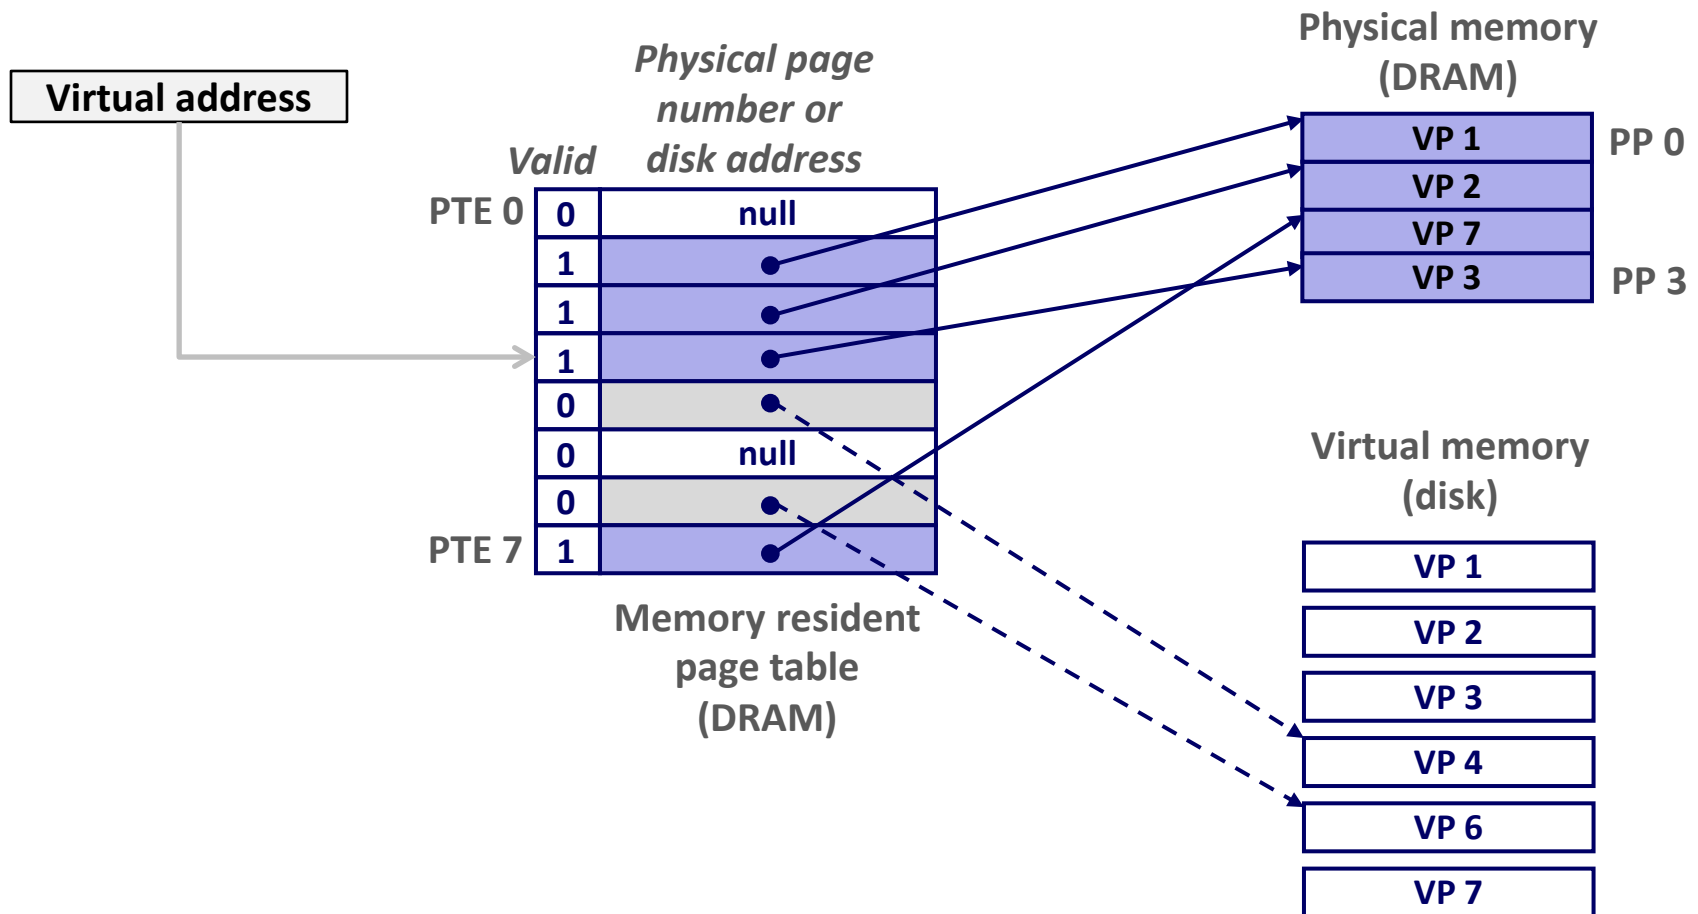 Virtual address
Physical page
number or
disk address
Valid
PTE 0
0
null
1
1
1
0
0
null
0
PTE 7
1
Memory resident
page table
(DRAM)
Physical memory
(DRAM)
VP 1
PP 0
VP 2
VP 7
VP 3
PP 3
Virtual memory
(disk)
VP 1
VP 2
VP 3
VP 4
VP 6
VP 7